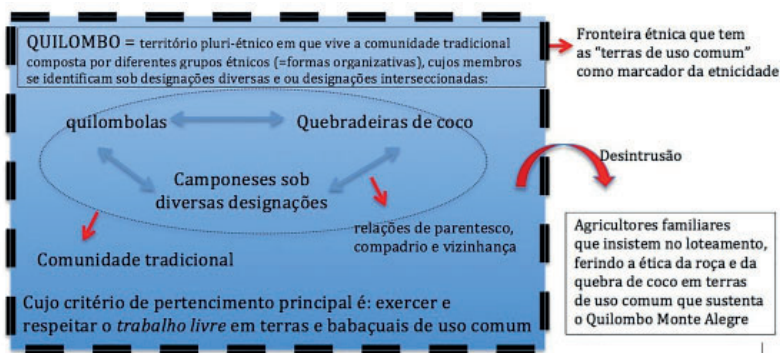 QUILOMBO = território pluri-étnico em que vive a comunidade tradicional
composta por diferentes grupos étnicos (=formas organizativas), cujos membros
se identificam sob designações diversas e ou designações interseccionadas:
Fronteira étnica que tem
as “terras de uso comum”
como marcador da etnicidade
quilombolas
Quebradeiras de coco
Camponeses sob
diversas designações
Desintrusão
relações de parentesco,
compadrio e vizinhança
Comunidade tradicional
Agricultores familiares
que insistem no loteamento,
ferindo a ética da roça e da
quebra de coco em terras
de uso comum que sustenta
o Quilombo Monte Alegre
Cujo critério de pertencimento principal é: exercer e
respeitar o trabalho livre em terras e babaçuais de uso comum